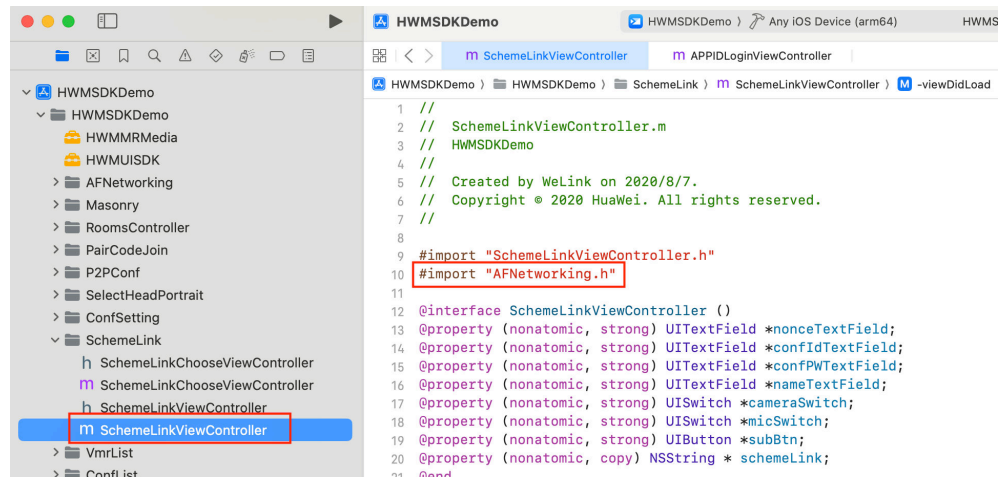 HWMSDKDemo
HWMSDKDemo 〉 Any iOS Device (arm64)
HWMS
SchemeLinkViewController
APPIDLoginViewController
HWMSDKDemo 〉 HWMSDKDemo 〉 SchemeLink 〉 m SchemeLinkViewController 〉 M -viewDidLoad
HWMSDKDemo
HWMSDKDemo
HWMMRMedia
HWMUISDK
AFNetworking
Masonry
RoomsController
PairCodeJoin
P2PConf
SelectHeadPortrait
ConfSetting
SchemeLink
h SchemeLinkChooseViewController
m SchemeLinkChooseViewController
h SchemeLinkViewController
m SchemeLinkViewController
VmrList
ConfList
1 //
2 // SchemeLinkViewController.m
3 // HWMSDKDemo
4 //
5 // Created by WeLink on 2020/8/7.
6 // Copyright © 2020 HuaWei. All rights reserved.
7 //
8
9 #import "SchemeLinkViewController.h"
10 #import "AFNetworking.h"
11
12 @interface SchemeLinkViewController ()
13 @property (nonatomic, strong) UITextField *nonceTextField;
14 @property (nonatomic, strong) UITextField *confIdTextField;
15 @property (nonatomic, strong) UITextField *confPWTextField;
16 @property (nonatomic, strong) UITextField *nameTextField;
17 @property (nonatomic, strong) UISwitch *cameraSwitch;
18 @property (nonatomic, strong) UISwitch *micSwitch;
19 @property (nonatomic, strong) UIButton *subBtn;
20 @property (nonatomic, copy) NSString * schemeLink;
21 @end